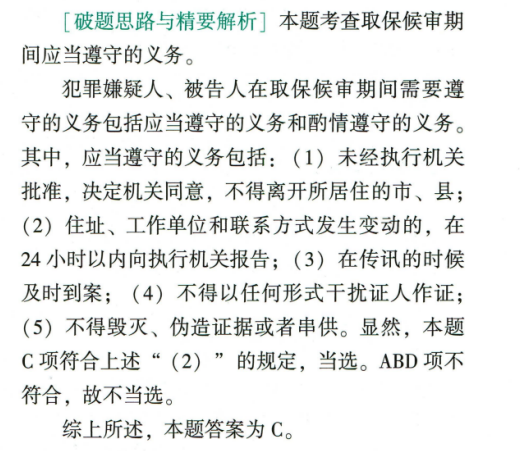 ［破题思路与精要解析］本题考查取保候审期
间应当遵守的义务。
犯罪嫌疑人、被告人在取保候审期间需要遵
守的义务包括应当遵守的义务和酌情遵守的义务。
其中，应当遵守的义务包括：（1）未经执行机关
批准，决定机关同意，不得离开所居住的市、县；
（2）住址、工作单位和联系方式发生变动的，在
24 小时以内向执行机关报告；（3）在传讯的时候
及时到案；（4）不得以任何形式干扰证人作证；
（5）不得毁灭、伪造证据或者串供。显然，本题
C 项符合上述“（2）”的规定，当选。ABD 项不
符合，故不当选。
综上所述，本题答案为 C。